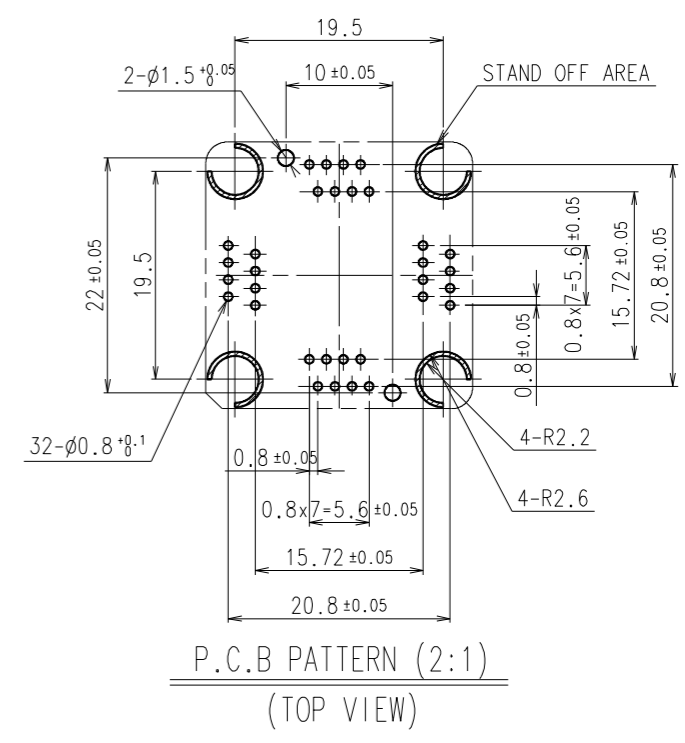 19.5
2-Ø1.5 +0.05 0
10 ±0.05
STAND OFF AREA
22 ±0.05
19.5
0.8 ±0.05
0.8x7=5.6 ±0.05
15.72 ±0.05
20.8 ±0.05
32-Ø0.8 +0.1 0
0.8 ±0.05
4-R2.2
0.8x7=5.6 ±0.05
4-R2.6
15.72 ±0.05
20.8 ±0.05
P.C.B PATTERN (2:1)
(TOP VIEW)